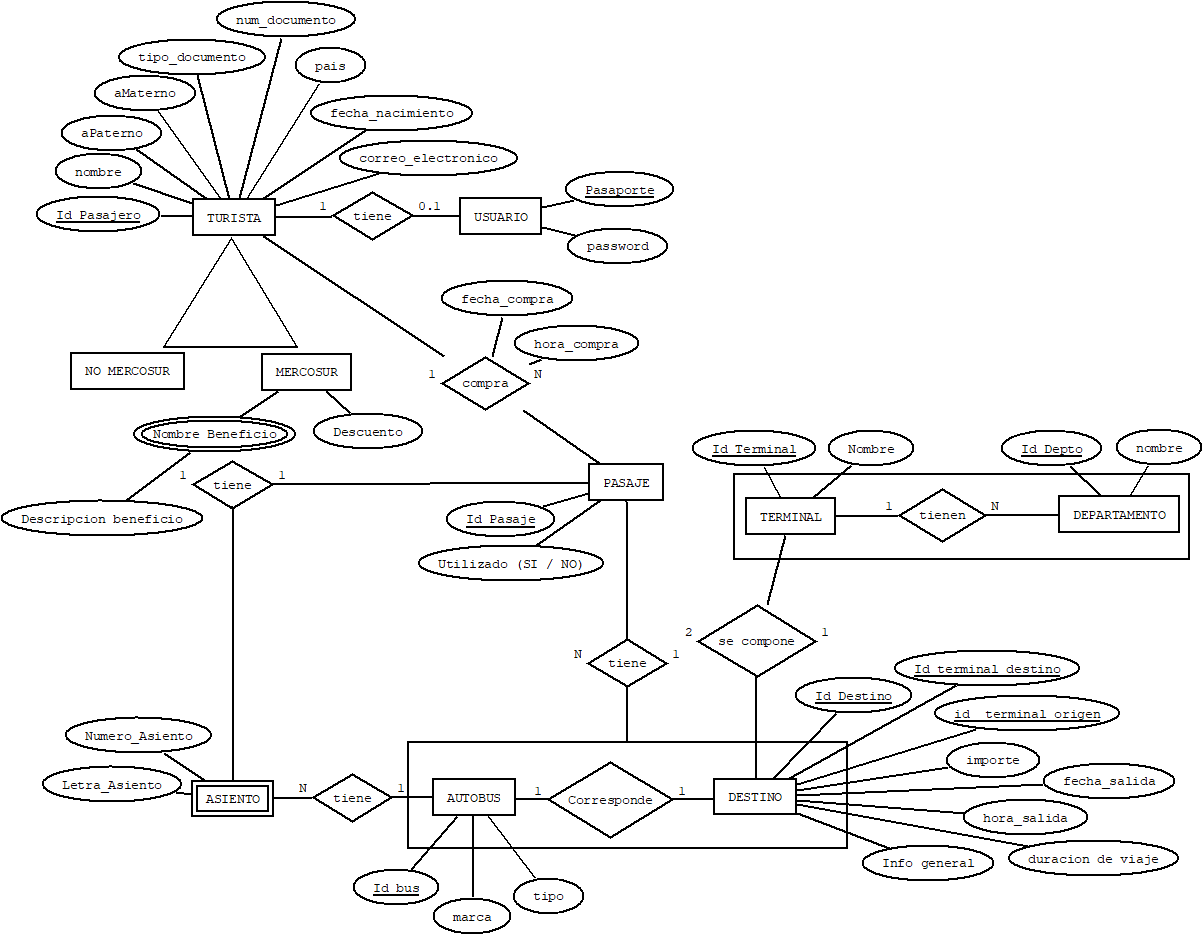 num_documento
tipo_documento
pais
aMaterno
fecha_nacimiento
aPaterno
correo_electronico
nombre
Pasaporte
Id Pasajero
TURISTA
1
tiene
0.1
USUARIO
password
fecha_compra
hora_compra
NO MERCOSUR
MERCOSUR
1
compra
N
Nombre Beneficio
Descuento
Id Terminal
Nombre
Id Depto
nombre
1
tiene
1
PASAJE
Descripcion beneficio
Id Pasaje
TERMINAL
1
tienen
N
DEPARTAMENTO
Utilizado (SI / NO)
2
se compone
1
N
tiene
1
Id terminal destino
Id Destino
id_ terminal origen
Numero_Asiento
importe
Letra_Asiento
fecha_salida
ASIENTO
N
tiene
1
AUTOBUS
1
Corresponde
1
DESTINO
hora_salida
Info general
duracion de viaje
Id bus
tipo
marca